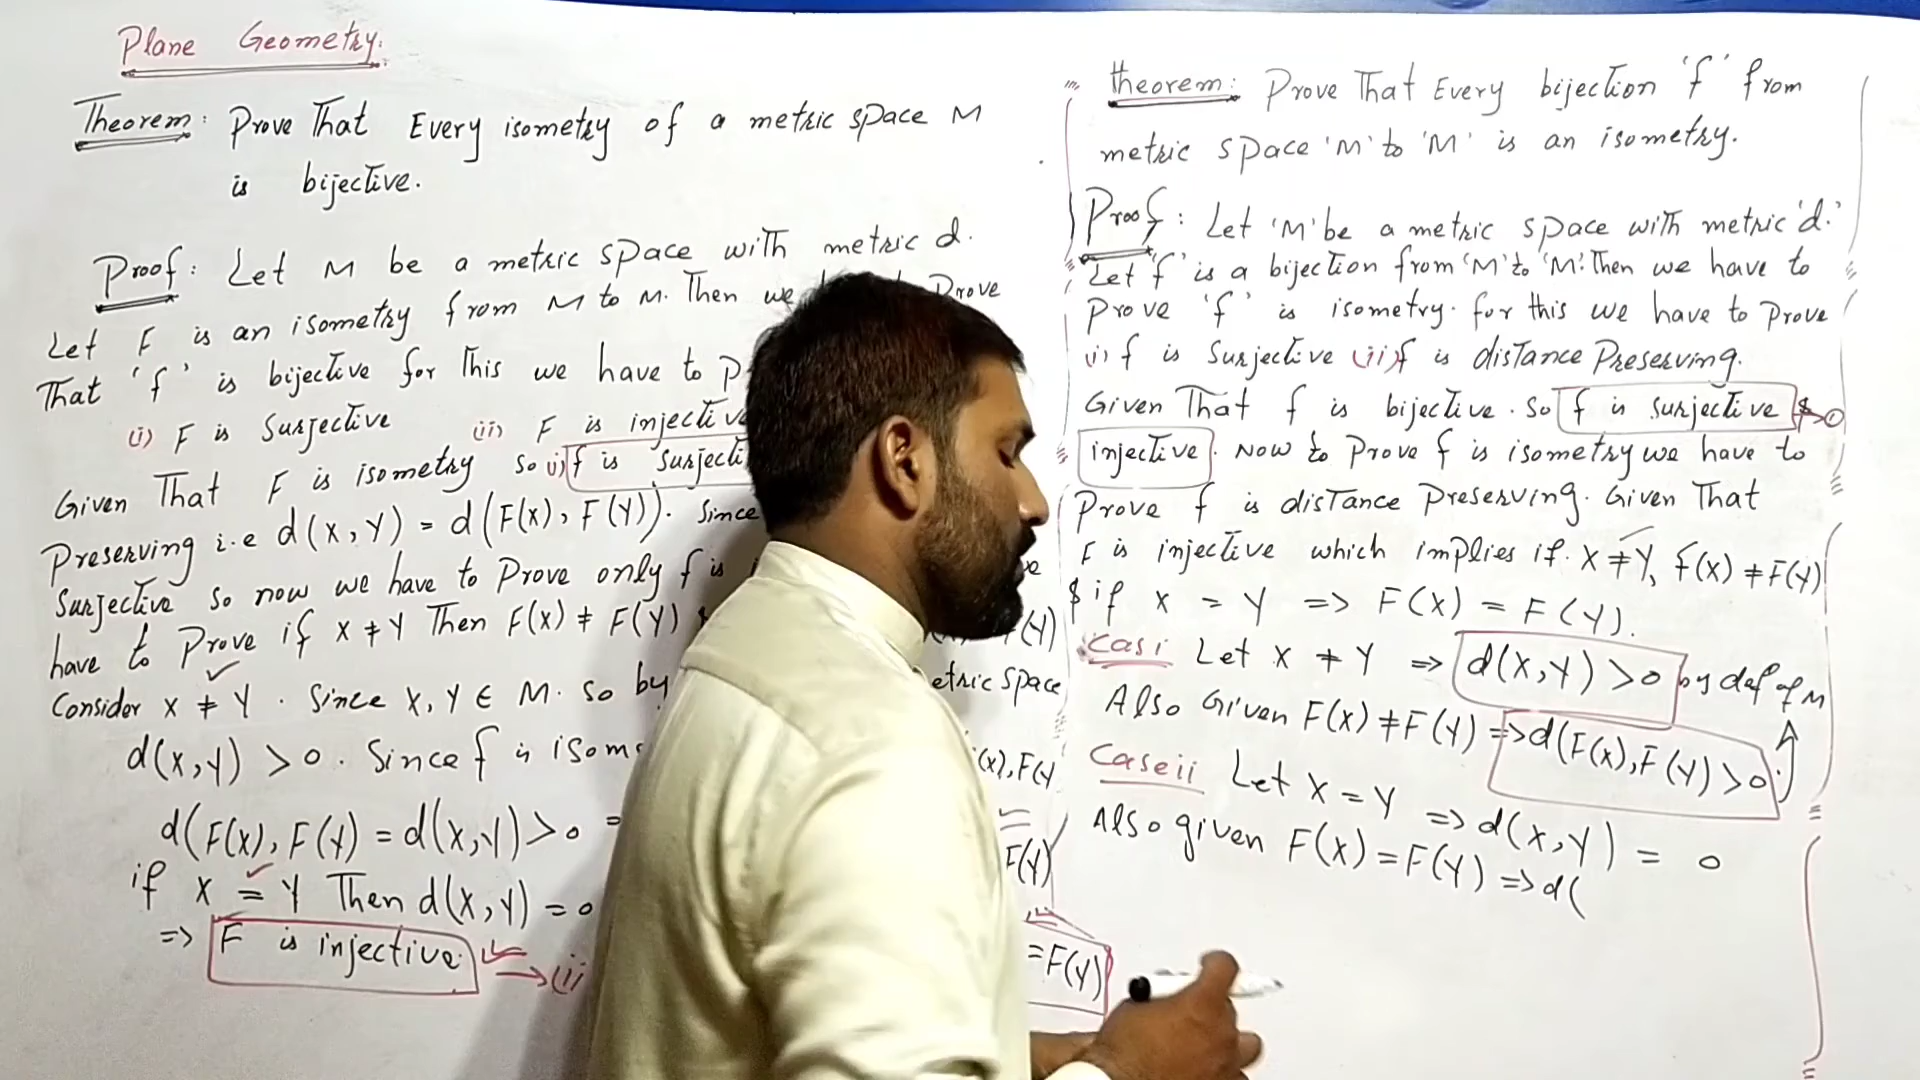 Plane Geometry.
Theorem: Prove That Every isometry of a metric space M
is bijective.
Proof: Let M be a metric space with metric d.
Let F is an isometry from M to M. Then we Prove
That 'f' is bijective for This we have to P
(i) F is Surjective (ii) F is injective
Given That F is isometry so (i) f is Surjecti
Preserving i.e d(X,Y) = d(F(X), F(Y)). Since
Surjective so now we have to Prove only f is
have to Prove if X ≠ Y Then F(X) ≠ F(Y)
Consider X ≠ Y. Since X, Y ∈ M. so by etric space
d(X,Y) > 0. Since f is isome (x), F(Y
d(F(X), F(Y) = d(X,Y) > 0 = F(Y)
if X = Y Then d(X,Y) = 0 = F(Y)
=> F is injective. → (ii
theorem: Prove That Every bijection 'f' from
metric space 'M' to 'M' is an isometry.
Proof: Let 'M' be a metric space with metric 'd.'
Let 'f' is a bijection from 'M' to 'M'. Then we have to
Prove 'f' is isometry. for this we have to Prove
(i) f is Surjective (ii) f is distance Preserving.
Given That f is bijective. So f is surjective $ → ①
injective. Now to Prove f is isometry we have to
Prove f is distance Preserving. Given That
F is injective which implies if. X ≠ Y, f(X) ≠ F(Y)
$ if X = Y => F(X) = F(Y).
Cas i Let X ≠ Y => d(X,Y) > 0 by def of M
Also Given F(X) ≠ F(Y) => d(F(X), F(Y) > 0.
Case ii Let X = Y => d(X,Y) = 0
Also given F(X) = F(Y) => d(